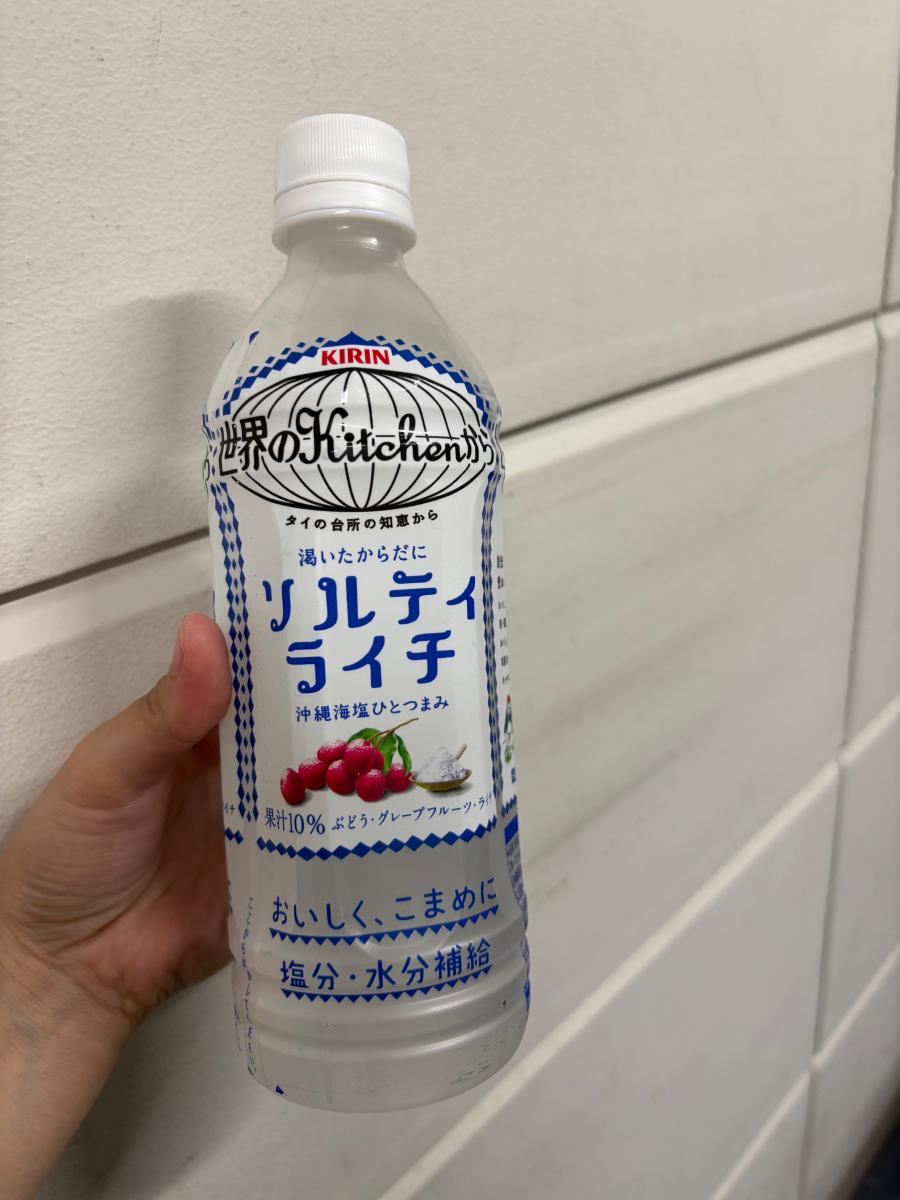 KIRIN
世界のKitchenから
タイの台所の知恵から
渇いたからだに
ソルティ
ライチ
沖縄海塩ひとつまみ
果汁10% ぶどう・グレープフルーツ・ライチ
おいしく、こまめに
塩分・水分補給